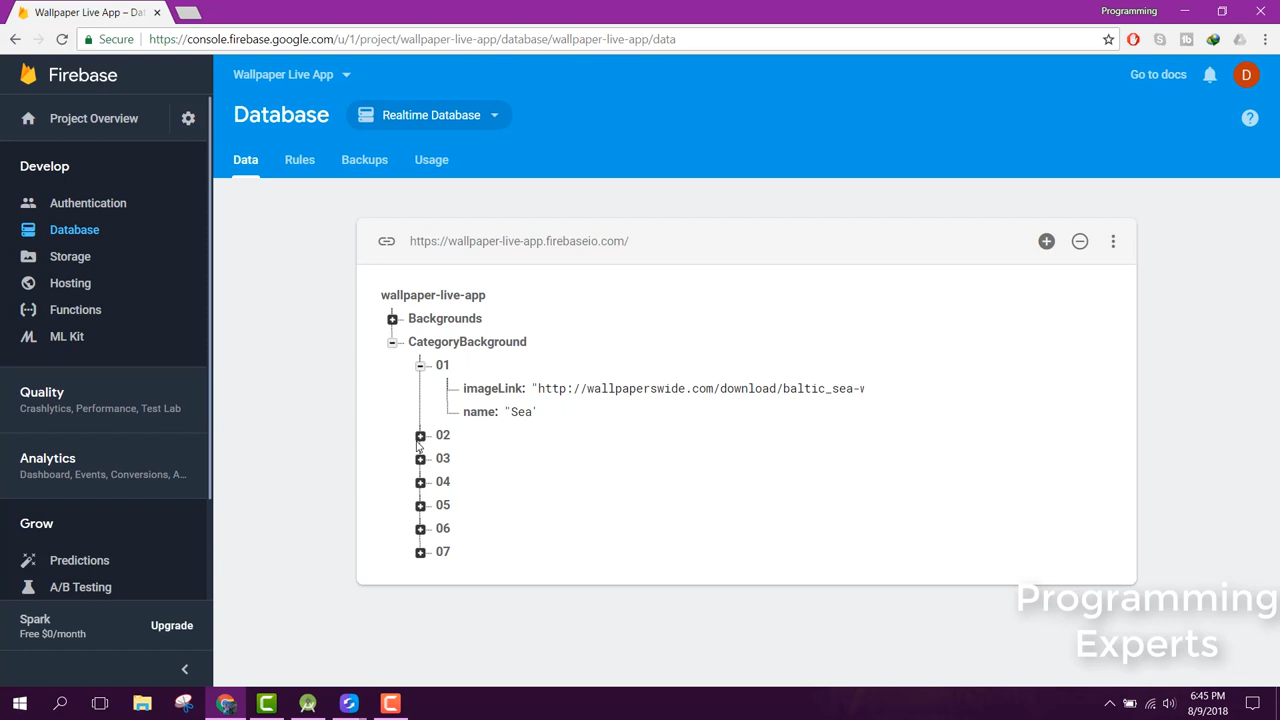 Wallpaper Live App – Data
Programming
Secure
https://console.firebase.google.com/u/1/project/wallpaper-live-app/database/wallpaper-live-app/data
Firebase
Wallpaper Live App
Go to docs
D
Project Overview
Database
Realtime Database
Data
Rules
Backups
Usage
Develop
Authentication
Database
Storage
Hosting
Functions
ML Kit
Quality
Crashlytics, Performance, Test Lab
Analytics
Dashboard, Events, Conversions, A...
Grow
Predictions
A/B Testing
Spark
Free $0/month
Upgrade
https://wallpaper-live-app.firebaseio.com/
wallpaper-live-app
Backgrounds
CategoryBackground
01
imageLink: "http://wallpaperswide.com/download/baltic_sea-w
name: "Sea"
02
03
04
05
06
07
Programming
Experts
6:45 PM
8/9/2018